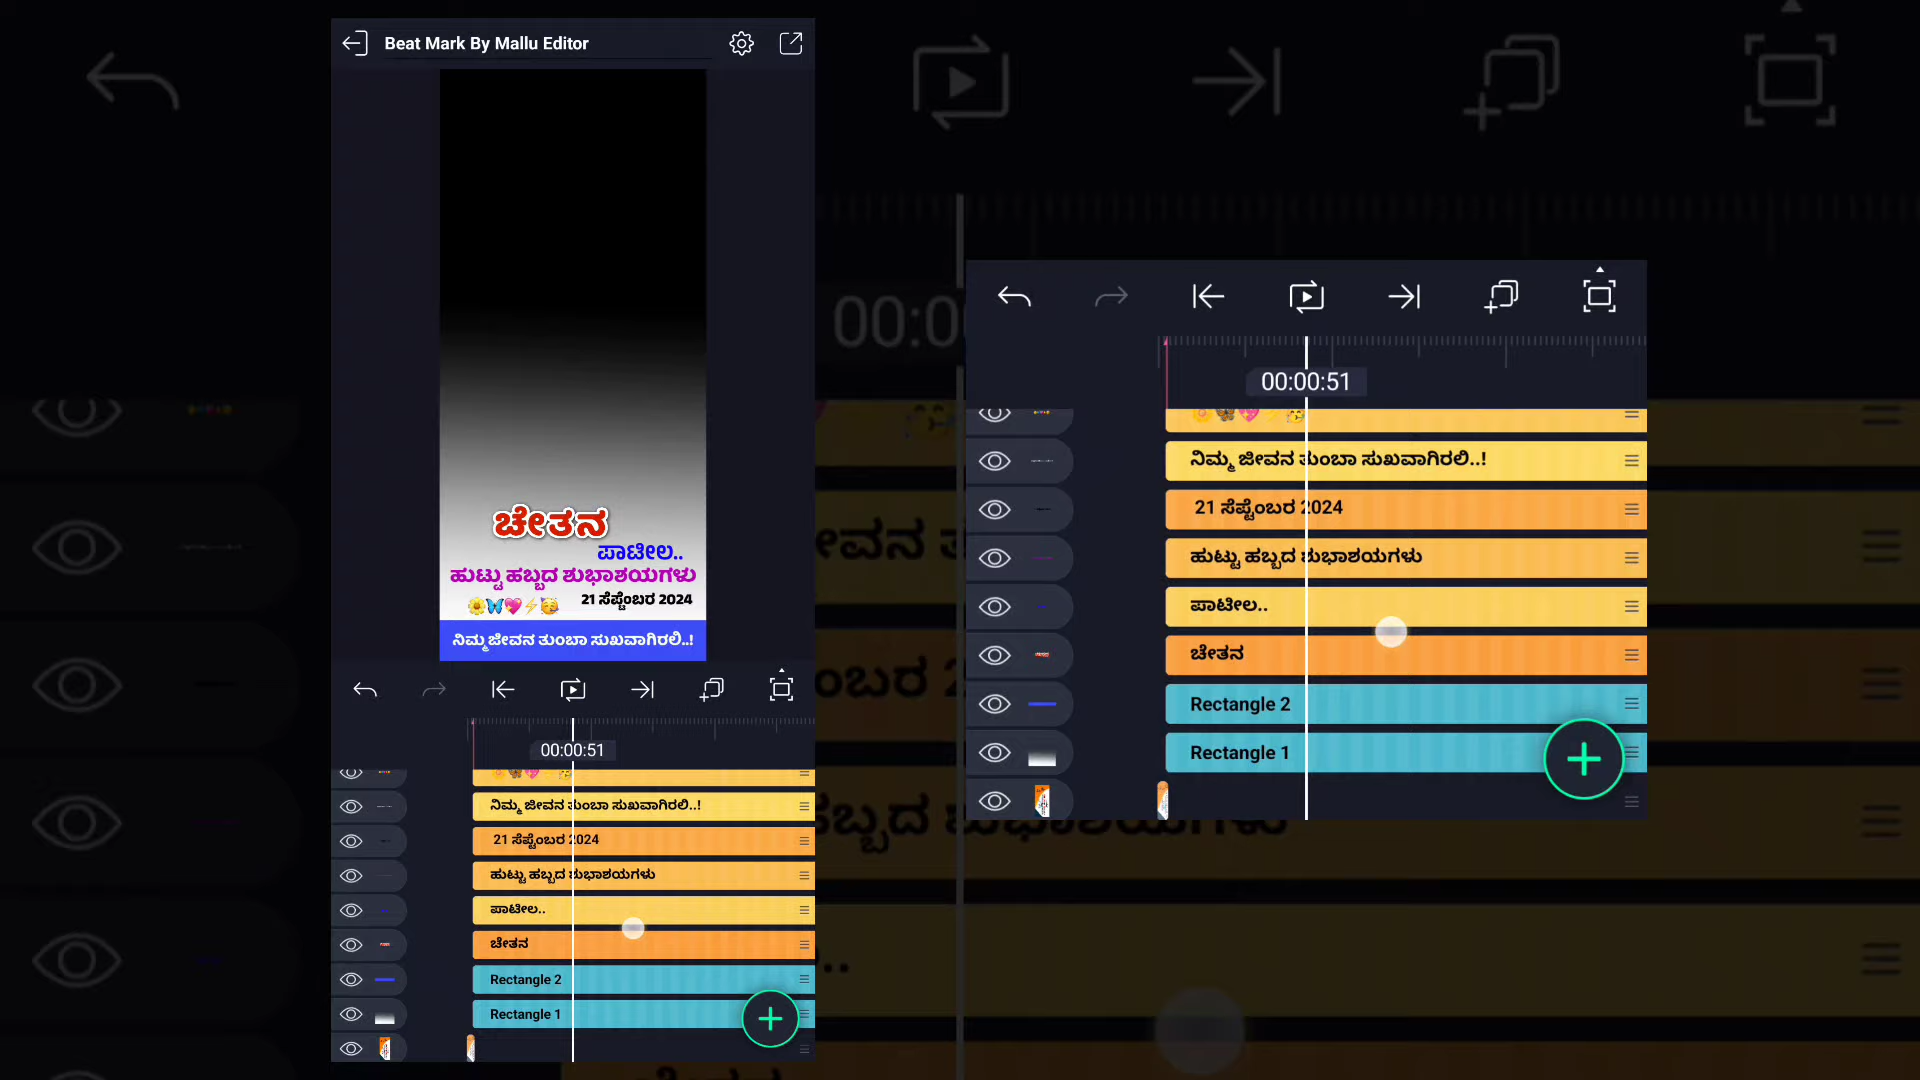 Beat Mark By Mallu Editor
ಚೇತನ
ಪಾಟೀಲ..
ಹುಟ್ಟು ಹಬ್ಬದ ಶುಭಾಶಯಗಳು
🌼🦋💖⚡🥳 21 ಸೆಪ್ಟೆಂಬರ 2024
ನಿಮ್ಮ ಜೀವನ ತುಂಬಾ ಸುಖವಾಗಿರಲಿ..!
00:00:51
ನಿಮ್ಮ ಜೀವನ ತುಂಬಾ ಸುಖವಾಗಿರಲಿ..!
21 ಸೆಪ್ಟೆಂಬರ 2024
ಹುಟ್ಟು ಹಬ್ಬದ ಶುಭಾಶಯಗಳು
ಪಾಟೀಲ..
ಚೇತನ
Rectangle 2
Rectangle 1
00:00:51
ನಿಮ್ಮ ಜೀವನ ತುಂಬಾ ಸುಖವಾಗಿರಲಿ..!
21 ಸೆಪ್ಟೆಂಬರ 2024
ಹುಟ್ಟು ಹಬ್ಬದ ಶುಭಾಶಯಗಳು
ಪಾಟೀಲ..
ಚೇತನ
Rectangle 2
Rectangle 1